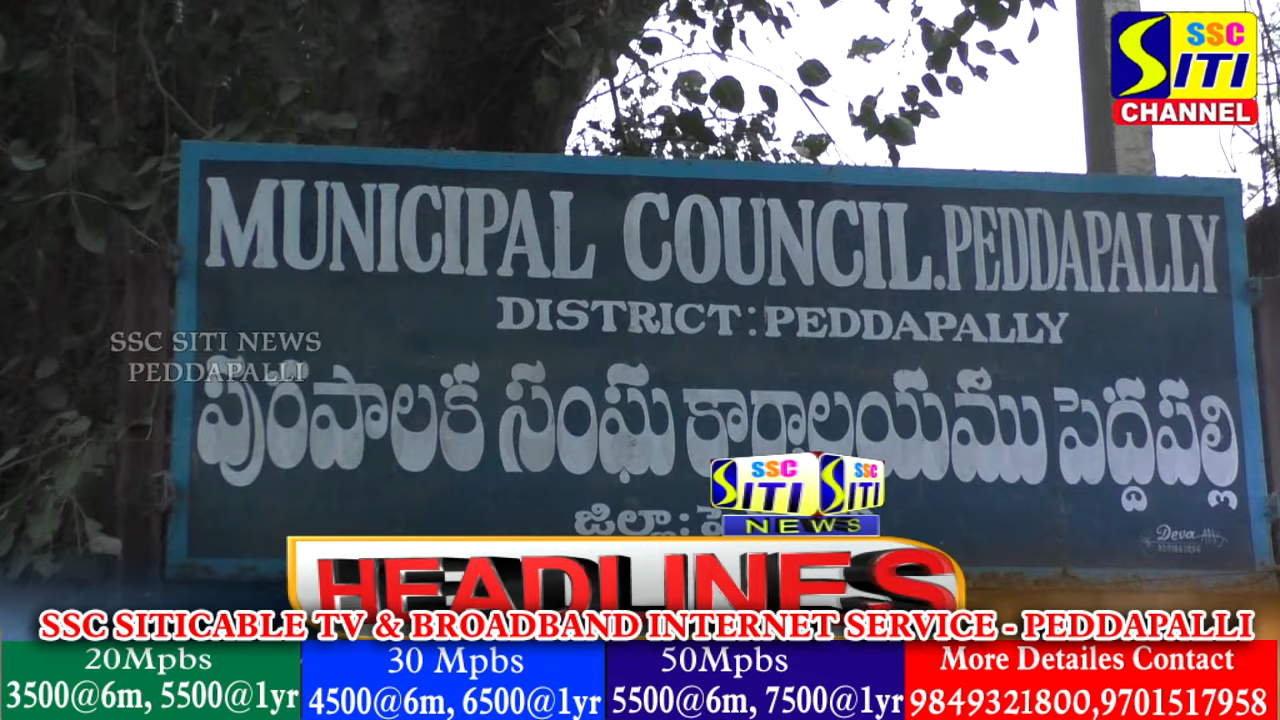 SSC
SITI
CHANNEL
MUNICIPAL COUNCIL.PEDDAPALLY
DISTRICT:PEDDAPALLY
SSC SITI NEWS
PEDDAPALLI
పురపాలక సంఘ కార్యాలయము పెద్దపల్లి
SSC SSC
SITI SITI
NEWS
జిల్లా:
Deva
HEADLINES
SSC SITICABLE TV & BROADBAND INTERNET SERVICE - PEDDAPALLI
20Mpbs 30 Mpbs 50Mpbs More Detailes Contact
3500@6m, 5500@1yr 4500@6m, 6500@1yr 5500@6m, 7500@1yr 9849321800,9701517958